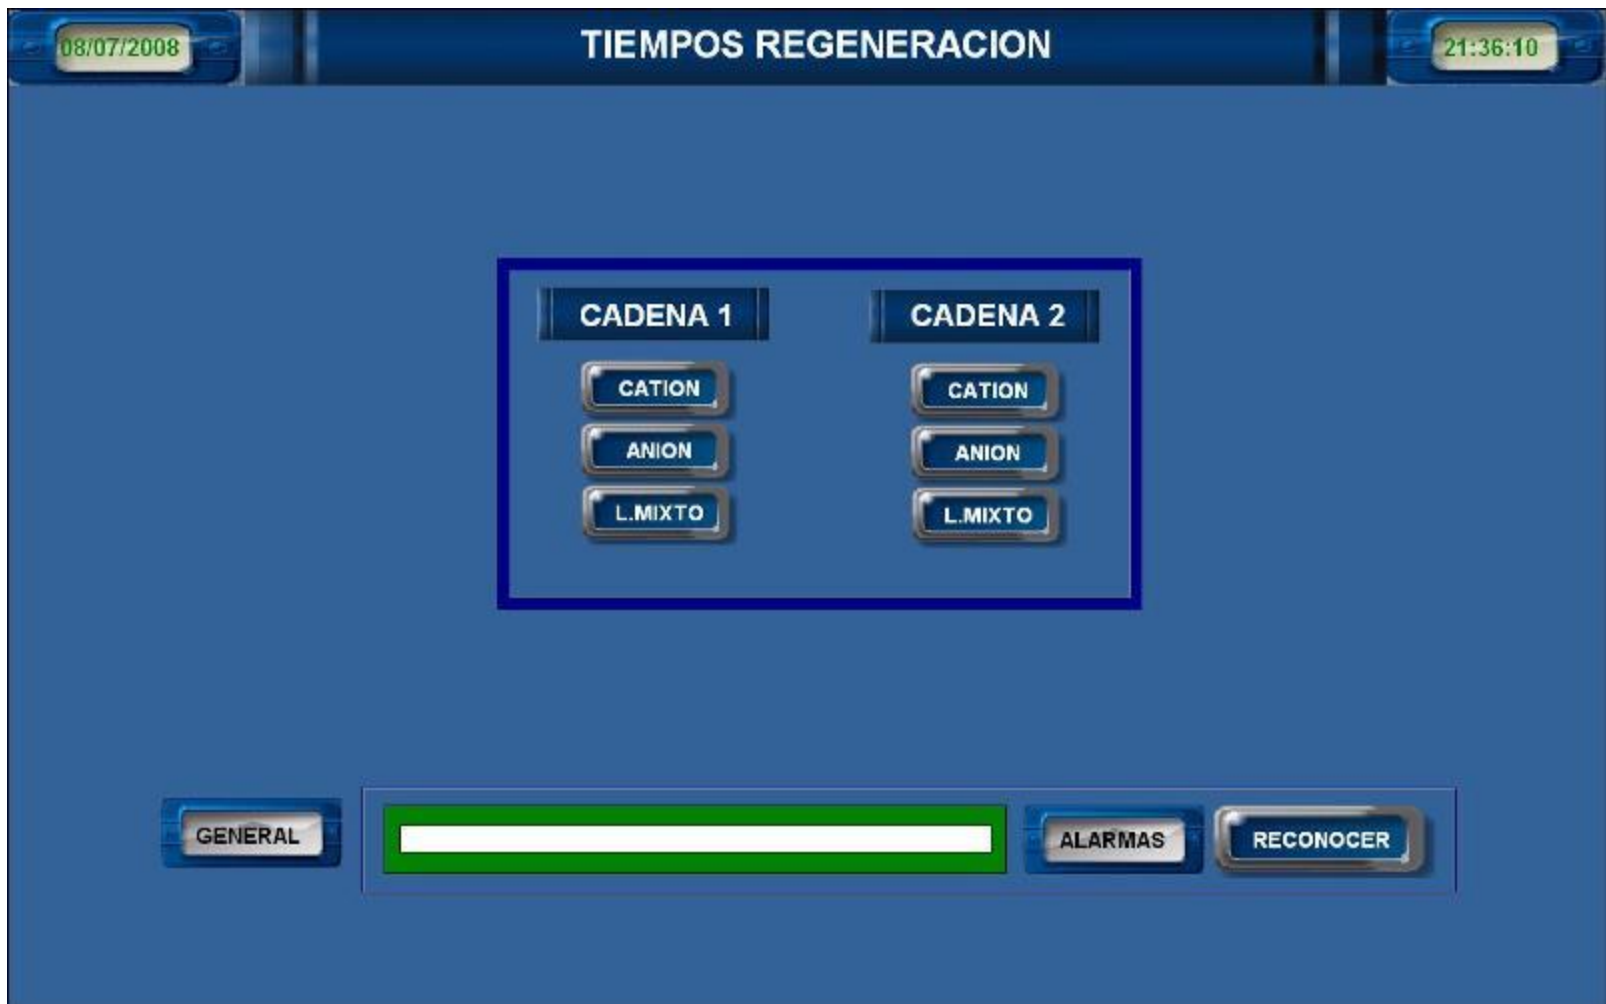 08/07/2008
TIEMPOS REGENERACION
21:36:10
CADENA 1
CADENA 2
CATION
CATION
ANION
ANION
L.MIXTO
L.MIXTO
GENERAL
ALARMAS
RECONOCER